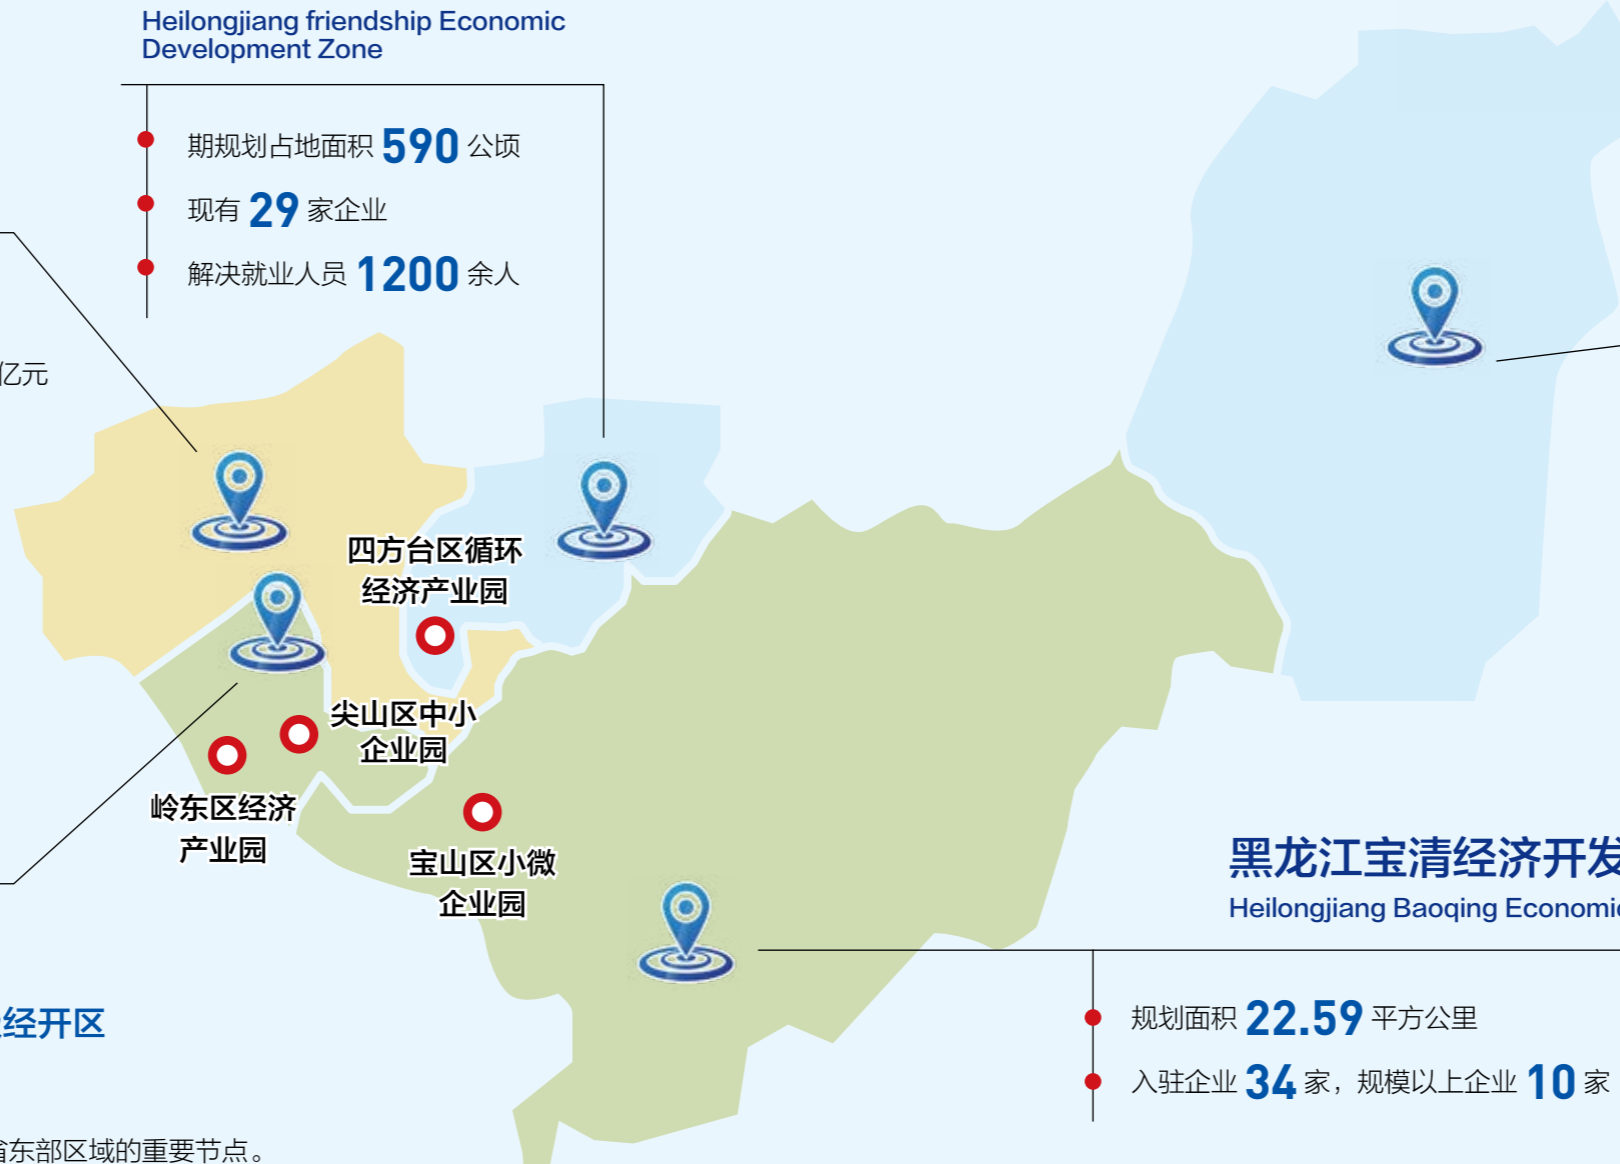 Heilongjiang friendship Economic
Development Zone
期规划占地面积 590 公顷
现有 29 家企业
解决就业人员 1200 余人
亿元
四方台区循环
经济产业园
尖山区中小
企业园
岭东区经济
产业园
宝山区小微
企业园
黑龙江宝清经济开发
Heilongjiang Baoqing Economic
规划面积 22.59 平方公里
入驻企业 34 家，规模以上企业 10 家
经开区
省东部区域的重要节点。